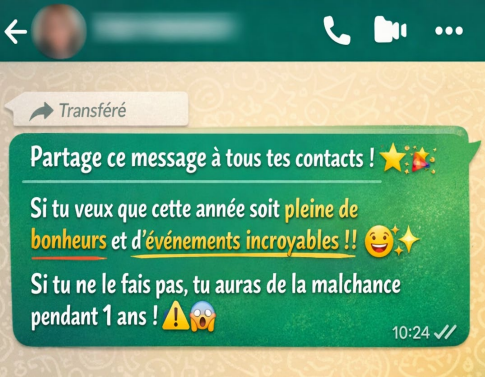 Transféré
Partage ce message à tous tes contacts ! ⭐🎉
Si tu veux que cette année soit pleine de
bonheurs et d'événements incroyables !! 😃✨
Si tu ne le fais pas, tu auras de la malchance
pendant 1 ans ! ⚠️😱
10:24